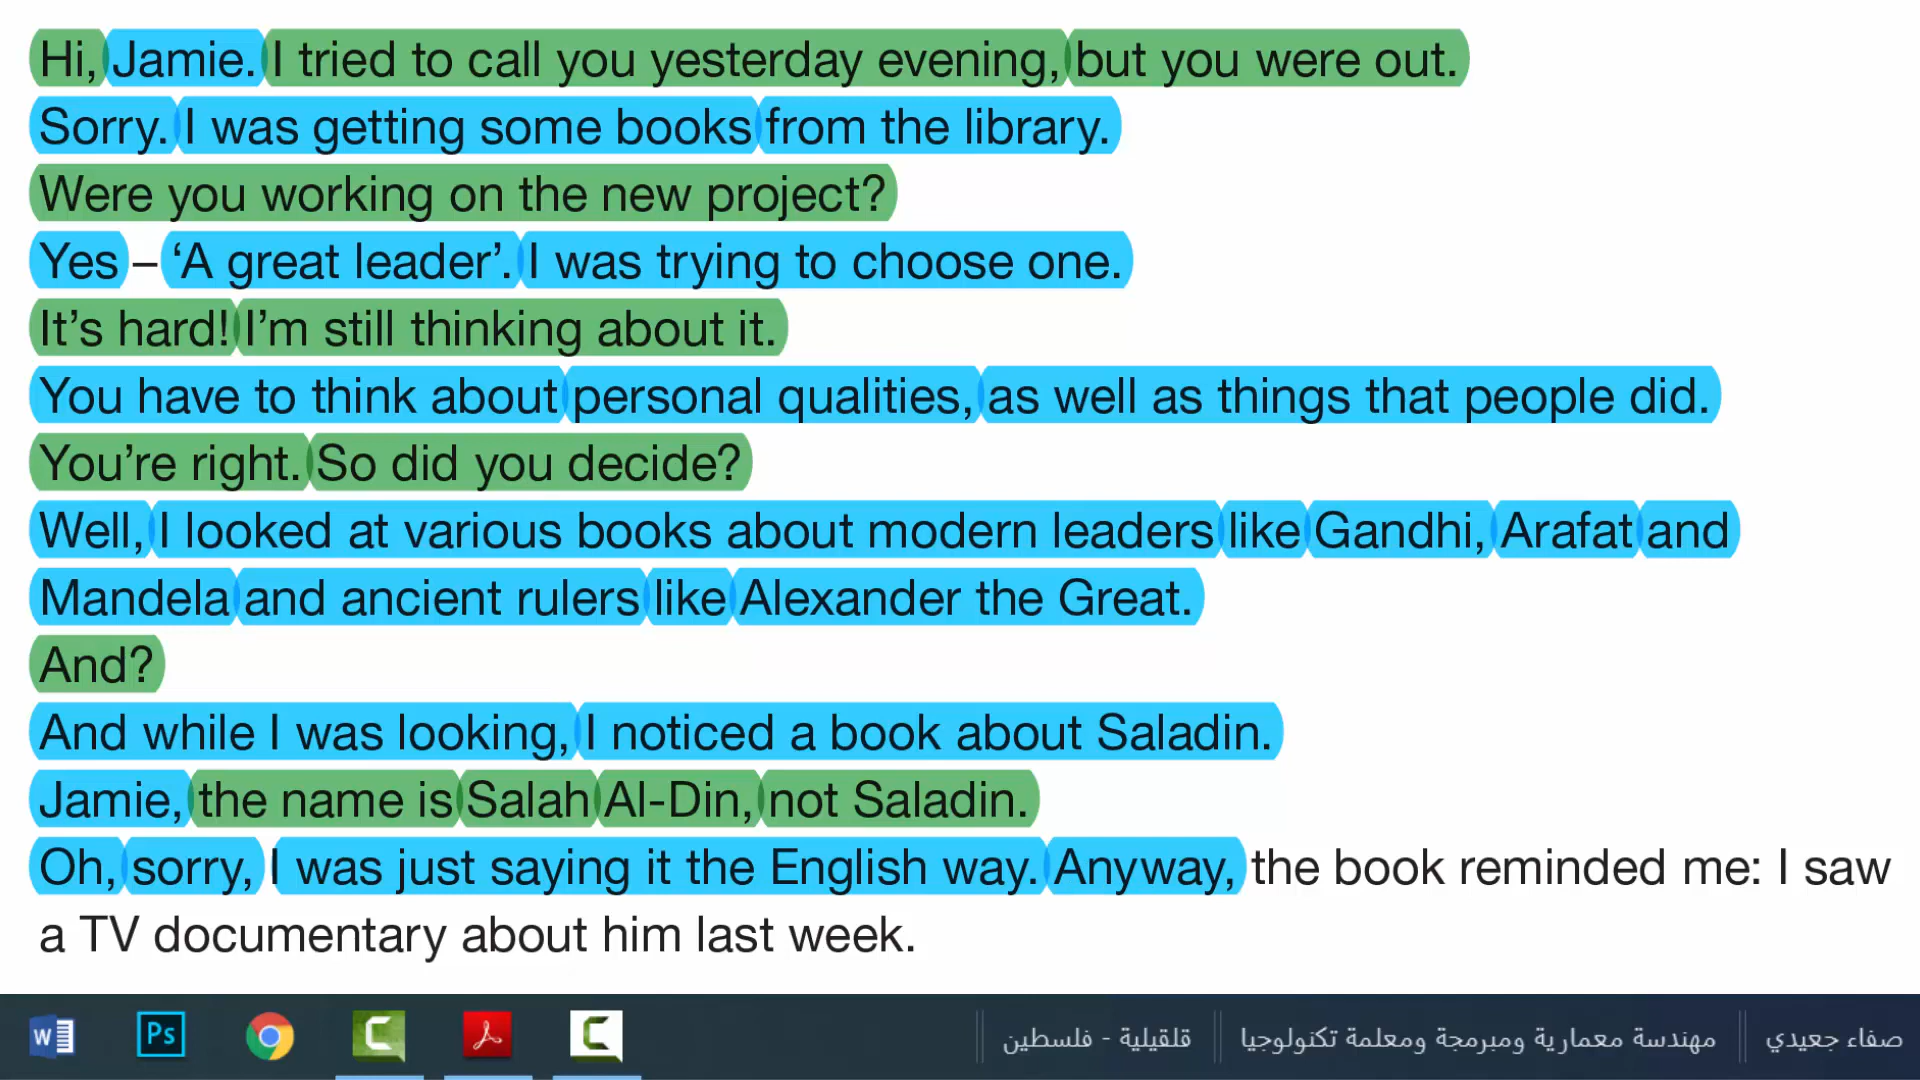 Hi, Jamie. I tried to call you yesterday evening, but you were out.
Sorry. I was getting some books from the library.
Were you working on the new project?
Yes – ‘A great leader’. I was trying to choose one.
It’s hard! I’m still thinking about it.
You have to think about personal qualities, as well as things that people did.
You’re right. So did you decide?
Well, I looked at various books about modern leaders like Gandhi, Arafat and
Mandela and ancient rulers like Alexander the Great.
And?
And while I was looking, I noticed a book about Saladin.
Jamie, the name is Salah Al-Din, not Saladin.
Oh, sorry, I was just saying it the English way. Anyway, the book reminded me: I saw
a TV documentary about him last week.
W Ps C C
صفاء جعيدي || مهندسة معمارية ومبرمجة ومعلمة تكنولوجيا || قلقيلية - فلسطين ||